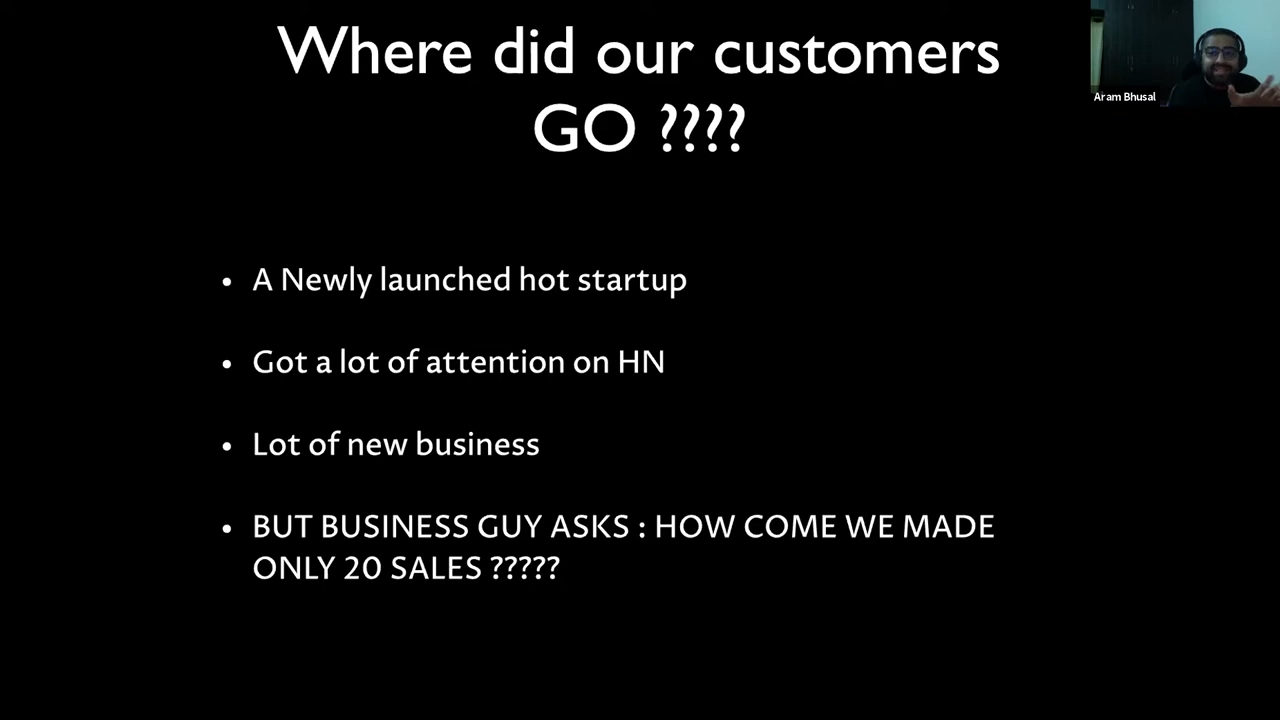 Where did our customers
GO ????
Aram Bhusal
• A Newly launched hot startup
• Got a lot of attention on HN
• Lot of new business
• BUT BUSINESS GUY ASKS : HOW COME WE MADE
ONLY 20 SALES ?????